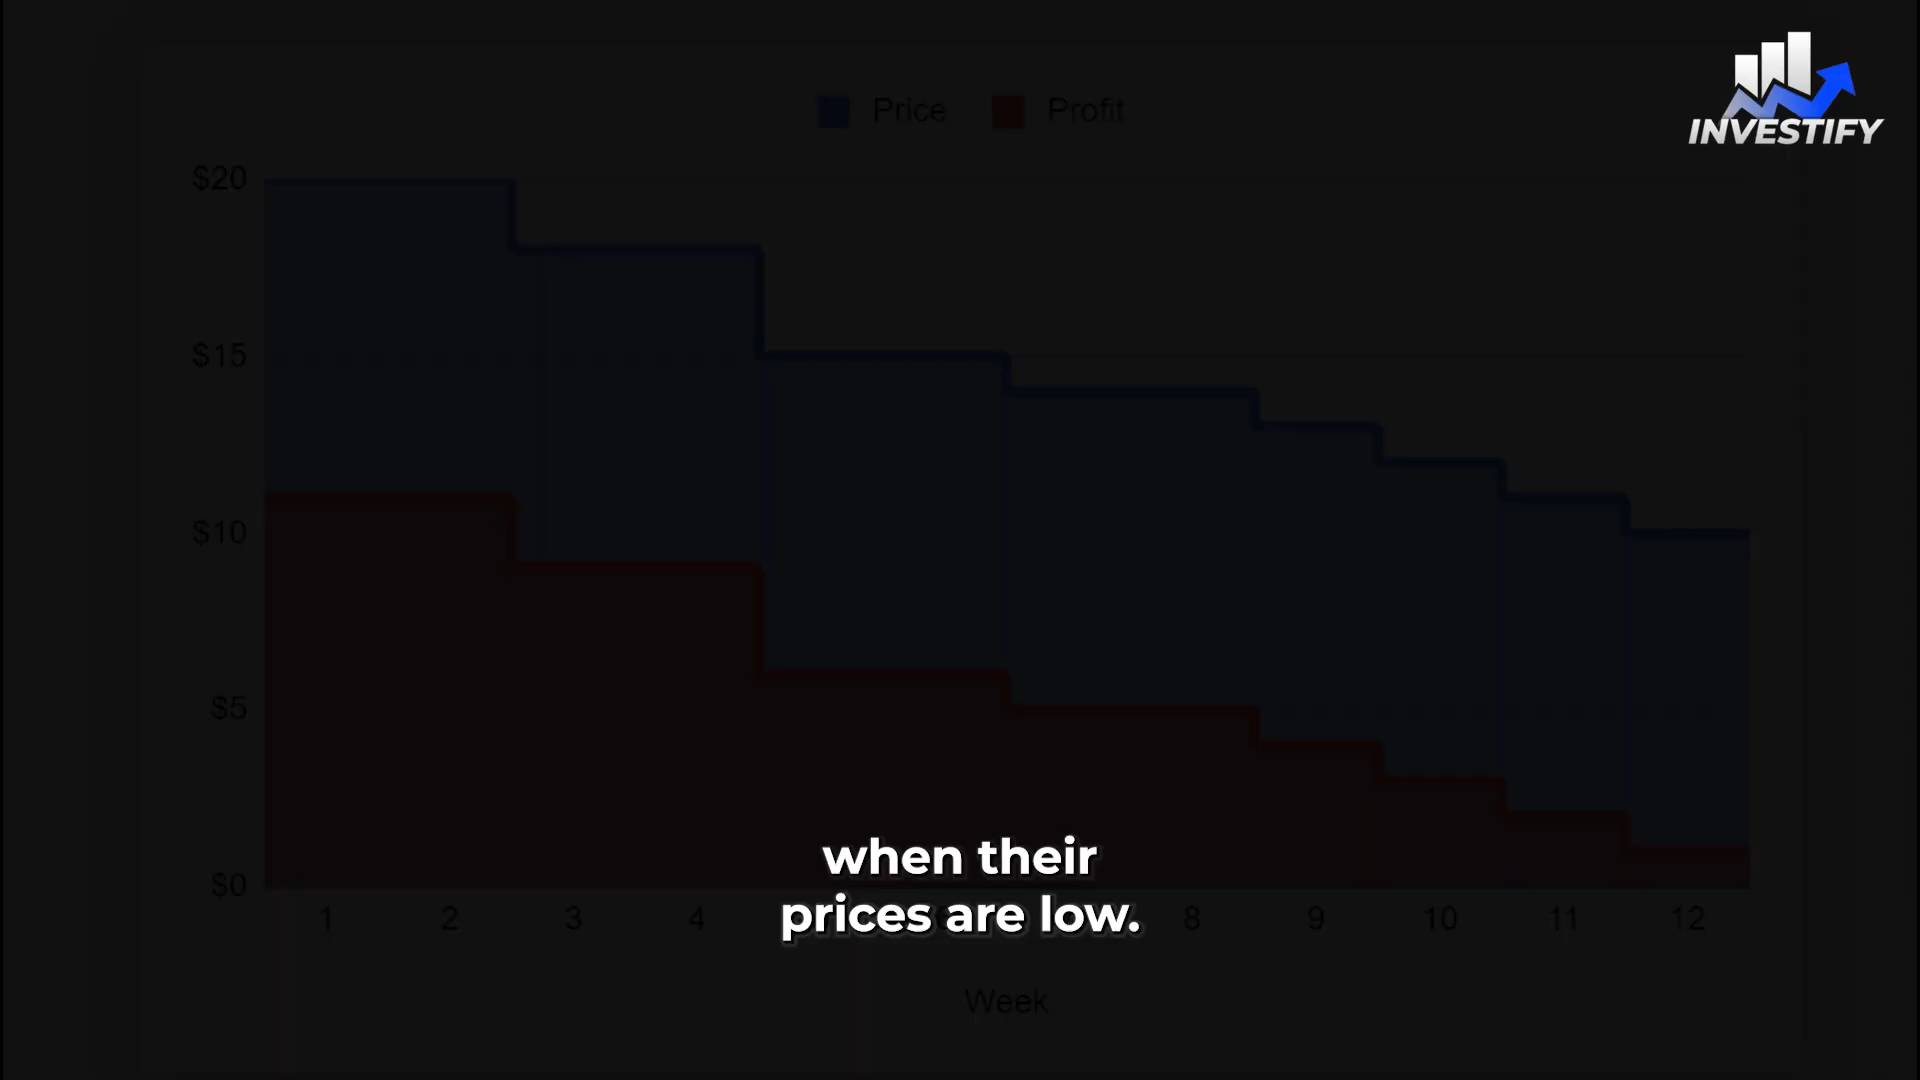 INVESTIFY
Price Profit
$20
$15
$10
$5
$0
when their
prices are low.
1 2 3 4 8 9 10 11 12
Week